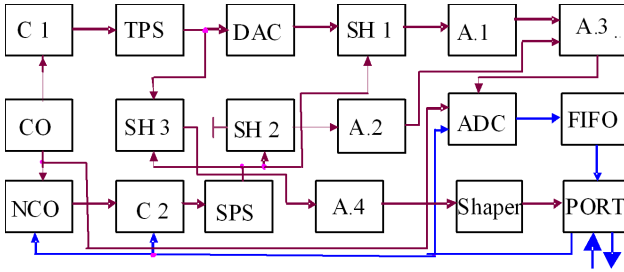 C 1
TPS
DAC
SH 1
A.1
A.3
CO
SH 3
SH 2
A.2
ADC
FIFO
NCO
C 2
SPS
A.4
Shaper
PORT